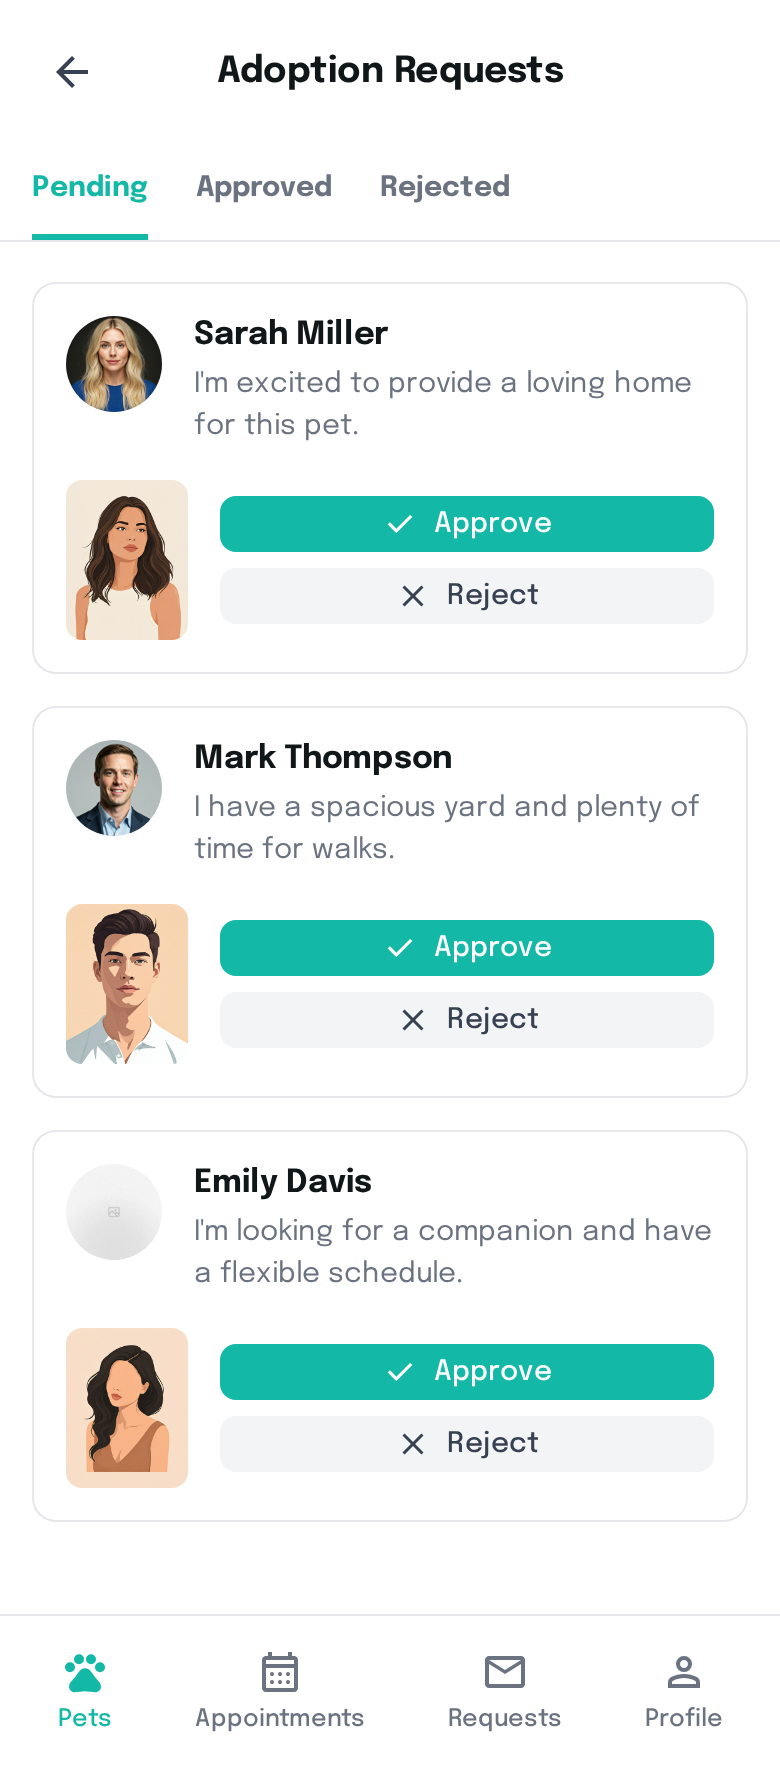 Adoption Requests
Pending Approved Rejected
Sarah Miller
I'm excited to provide a loving home
for this pet.
Approve
Reject
Mark Thompson
I have a spacious yard and plenty of
time for walks.
Approve
Reject
Emily Davis
I'm looking for a companion and have
a flexible schedule.
Approve
Reject
Pets Appointments Requests Profile